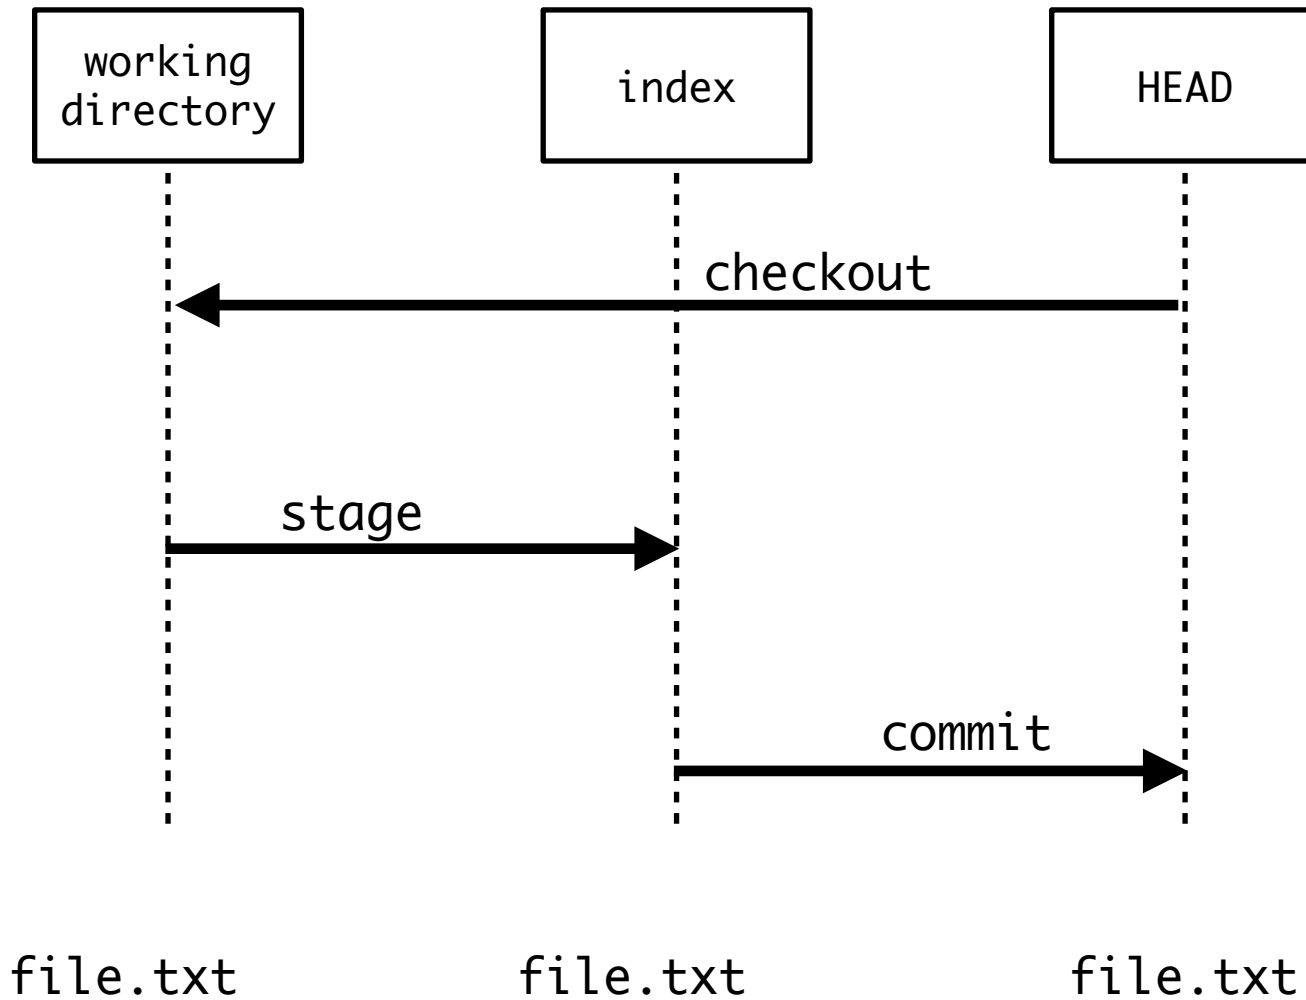 working
directory
index
HEAD
checkout
stage
commit
file.txt
file.txt
file.txt